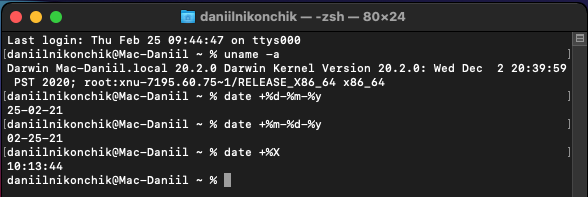 daniilnikonchik — -zsh — 80×24
Last login: Thu Feb 25 09:44:47 on ttys000
[daniilnikonchik@Mac-Daniil ~ % uname -a ]
Darwin Mac-Daniil.local 20.2.0 Darwin Kernel Version 20.2.0: Wed Dec  2 20:39:59
 PST 2020; root:xnu-7195.60.75~1/RELEASE_X86_64 x86_64
[daniilnikonchik@Mac-Daniil ~ % date +%d-%m-%y ]
25-02-21
[daniilnikonchik@Mac-Daniil ~ % date +%m-%d-%y ]
02-25-21
[daniilnikonchik@Mac-Daniil ~ % date +%X ]
10:13:44
daniilnikonchik@Mac-Daniil ~ %